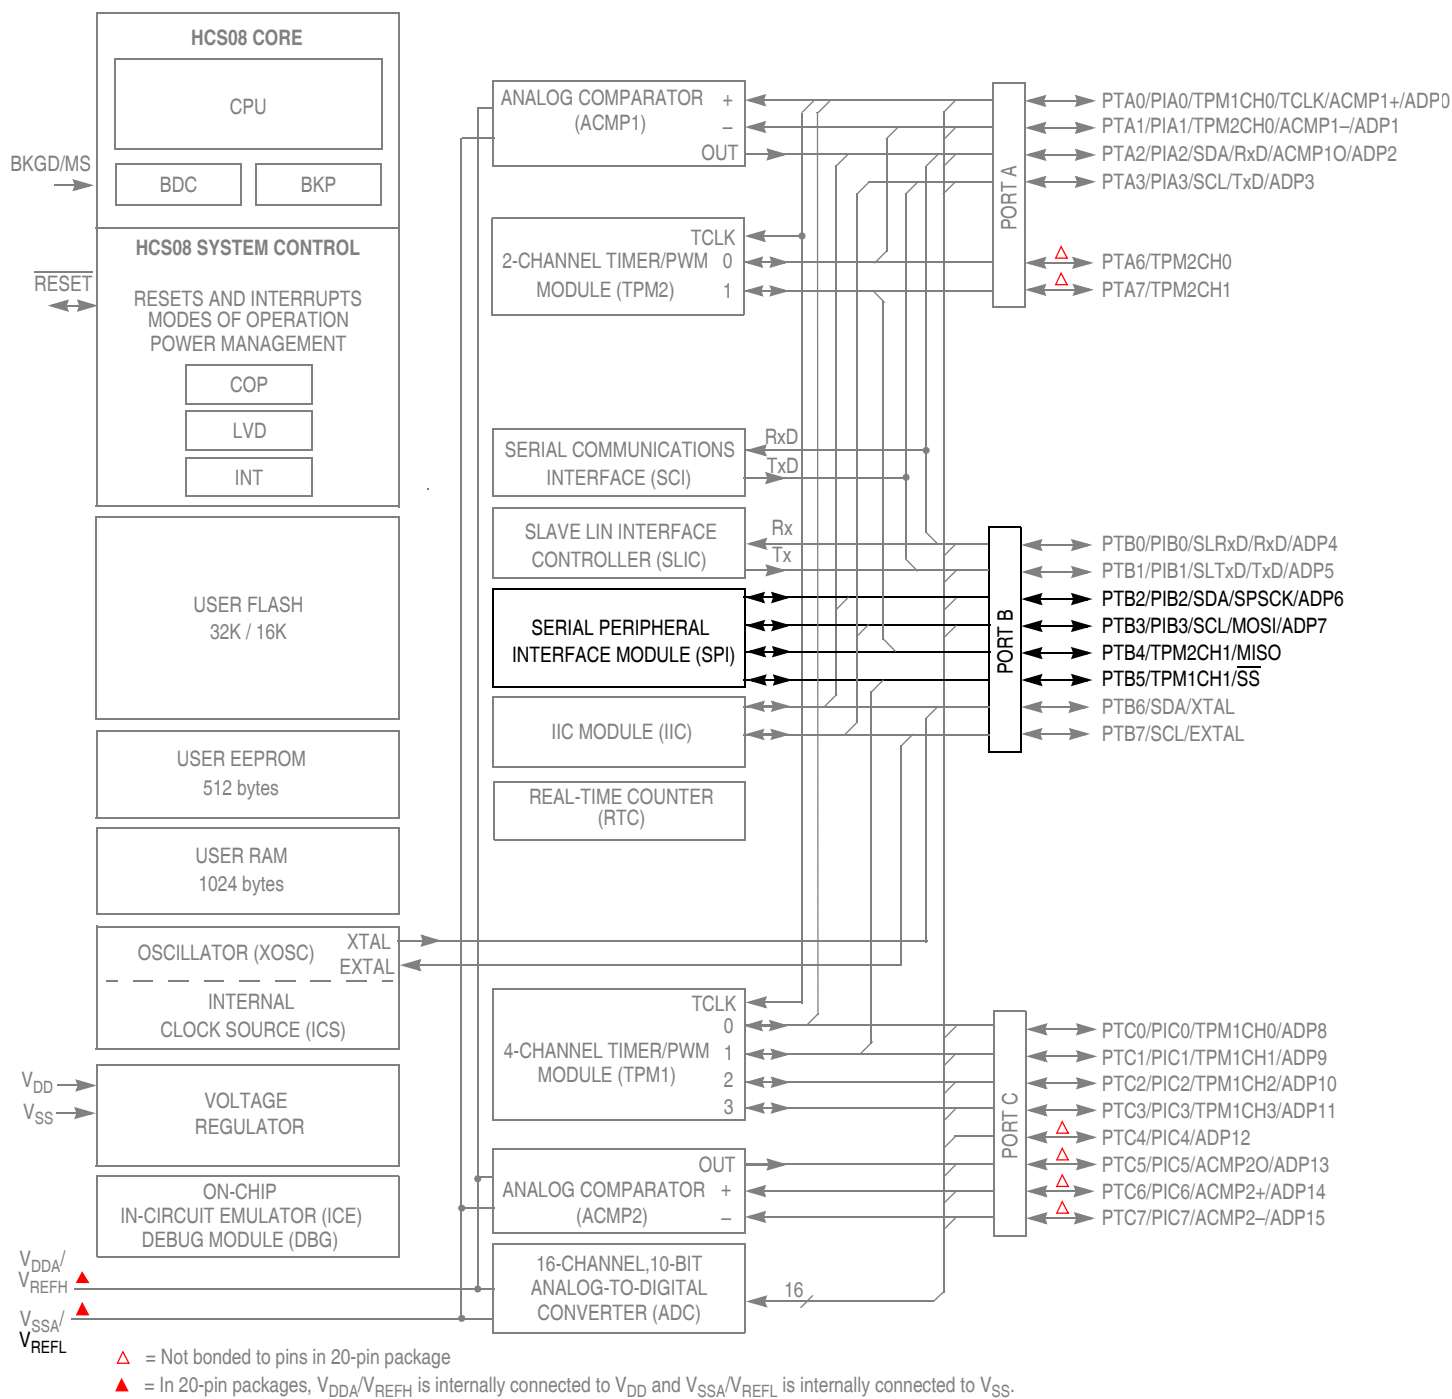 HCS08 CORE
CPU
BDC
BKP
BKGD/MS
HCS08 SYSTEM CONTROL
RESET
RESETS AND INTERRUPTS
MODES OF OPERATION
POWER MANAGEMENT
COP
LVD
INT
USER FLASH
32K / 16K
USER EEPROM
512 bytes
USER RAM
1024 bytes
OSCILLATOR (XOSC)
XTAL
EXTAL
INTERNAL
CLOCK SOURCE (ICS)
VDD
VSS
VOLTAGE
REGULATOR
ON-CHIP
IN-CIRCUIT EMULATOR (ICE)
DEBUG MODULE (DBG)
VDDA/
VREFH
VSSA/
VREFL
ANALOG COMPARATOR
(ACMP1)
+
–
OUT
TCLK
2-CHANNEL TIMER/PWM
MODULE (TPM2)
0
1
SERIAL COMMUNICATIONS
INTERFACE (SCI)
RxD
TxD
SLAVE LIN INTERFACE
CONTROLLER (SLIC)
Rx
Tx
SERIAL PERIPHERAL
INTERFACE MODULE (SPI)
IIC MODULE (IIC)
REAL-TIME COUNTER
(RTC)
TCLK
0
4-CHANNEL TIMER/PWM
MODULE (TPM1)
1
2
3
OUT
ANALOG COMPARATOR
(ACMP2)
+
–
16-CHANNEL,10-BIT
ANALOG-TO-DIGITAL
CONVERTER (ADC)
16
PORT A
PTA0/PIA0/TPM1CH0/TCLK/ACMP1+/ADP0
PTA1/PIA1/TPM2CH0/ACMP1–/ADP1
PTA2/PIA2/SDA/RxD/ACMP1O/ADP2
PTA3/PIA3/SCL/TxD/ADP3
PTA6/TPM2CH0
PTA7/TPM2CH1
PORT B
PTB0/PIB0/SLRxD/RxD/ADP4
PTB1/PIB1/SLTxD/TxD/ADP5
PTB2/PIB2/SDA/SPSCK/ADP6
PTB3/PIB3/SCL/MOSI/ADP7
PTB4/TPM2CH1/MISO
PTB5/TPM1CH1/SS
PTB6/SDA/XTAL
PTB7/SCL/EXTAL
PORT C
PTC0/PIC0/TPM1CH0/ADP8
PTC1/PIC1/TPM1CH1/ADP9
PTC2/PIC2/TPM1CH2/ADP10
PTC3/PIC3/TPM1CH3/ADP11
PTC4/PIC4/ADP12
PTC5/PIC5/ACMP2O/ADP13
PTC6/PIC6/ACMP2+/ADP14
PTC7/PIC7/ACMP2–/ADP15
= Not bonded to pins in 20-pin package
= In 20-pin packages, VDDA/VREFH is internally connected to VDD and VSSA/VREFL is internally connected to VSS.